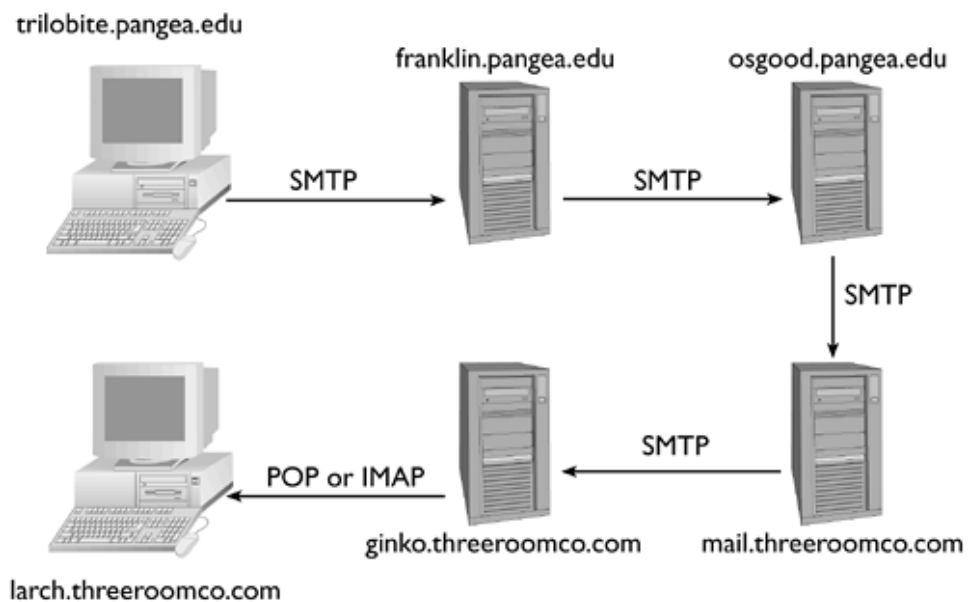 trilobite.pangea.edu
franklin.pangea.edu
osgood.pangea.edu
SMTP
SMTP
SMTP
SMTP
POP or IMAP
ginko.threeroomco.com
mail.threeroomco.com
larch.threeroomco.com